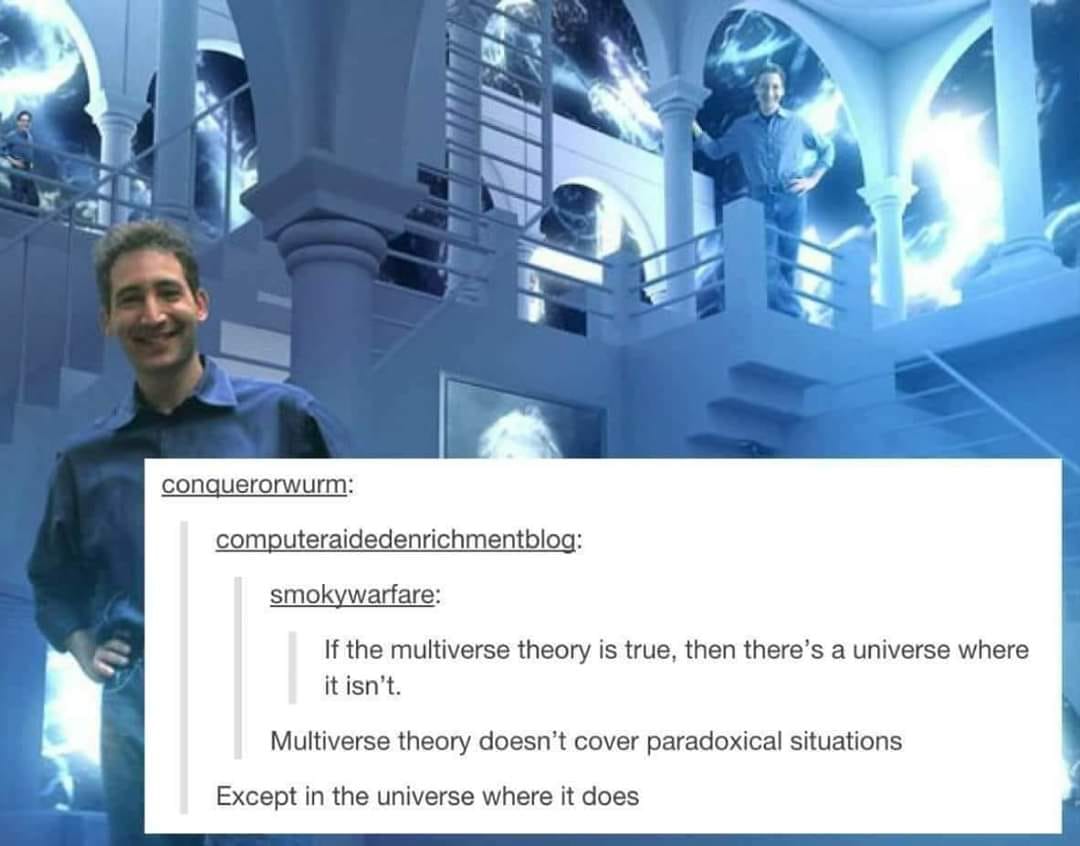 conquerorwurm:
computeraidedenrichmentblog:
smokywarfare:
If the multiverse theory is true, then there’s a universe where
it isn’t.
Multiverse theory doesn’t cover paradoxical situations
Except in the universe where it does